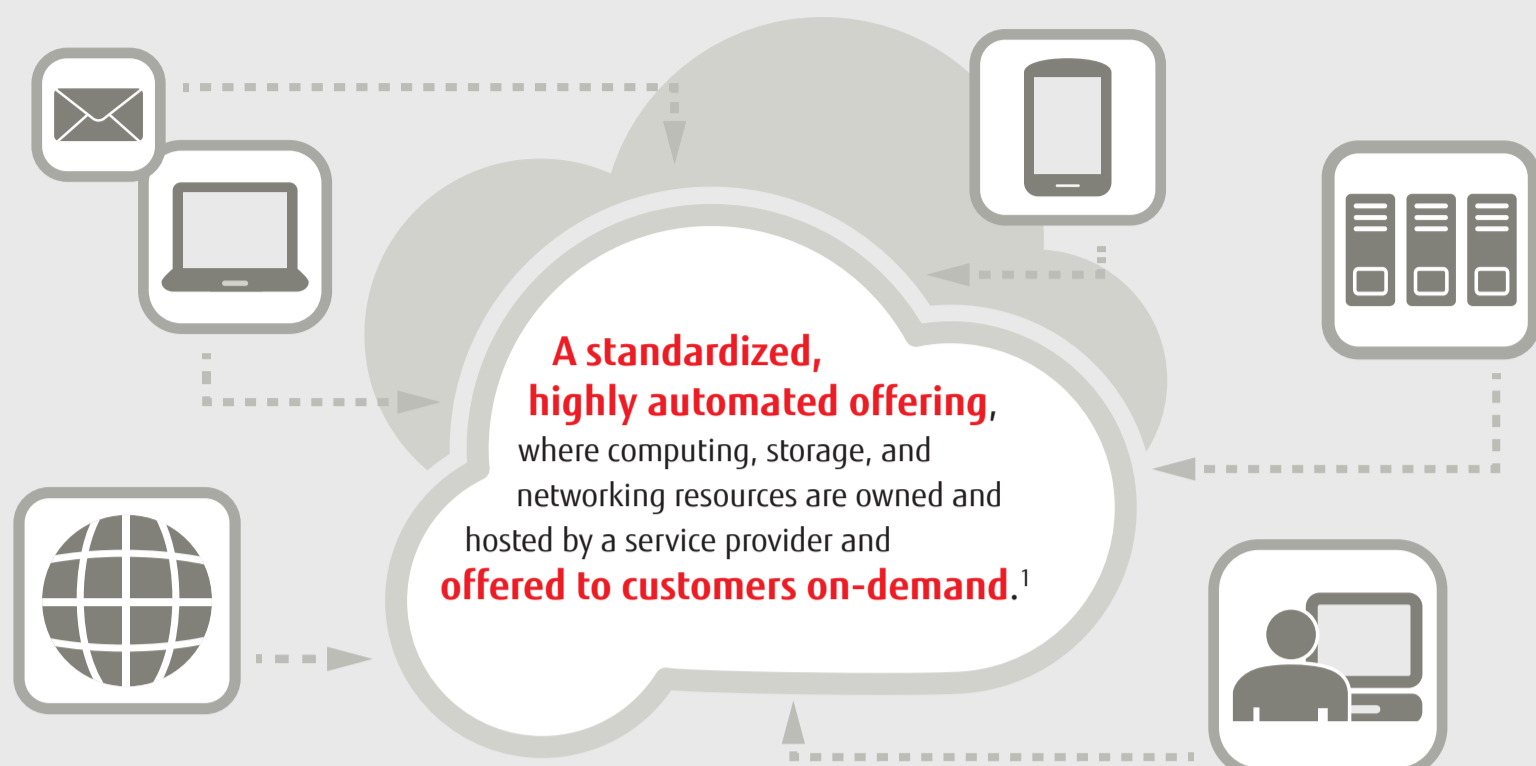 A standardized,
highly automated offering,
where computing, storage, and
networking resources are owned and
hosted by a service provider and
offered to customers on-demand.¹